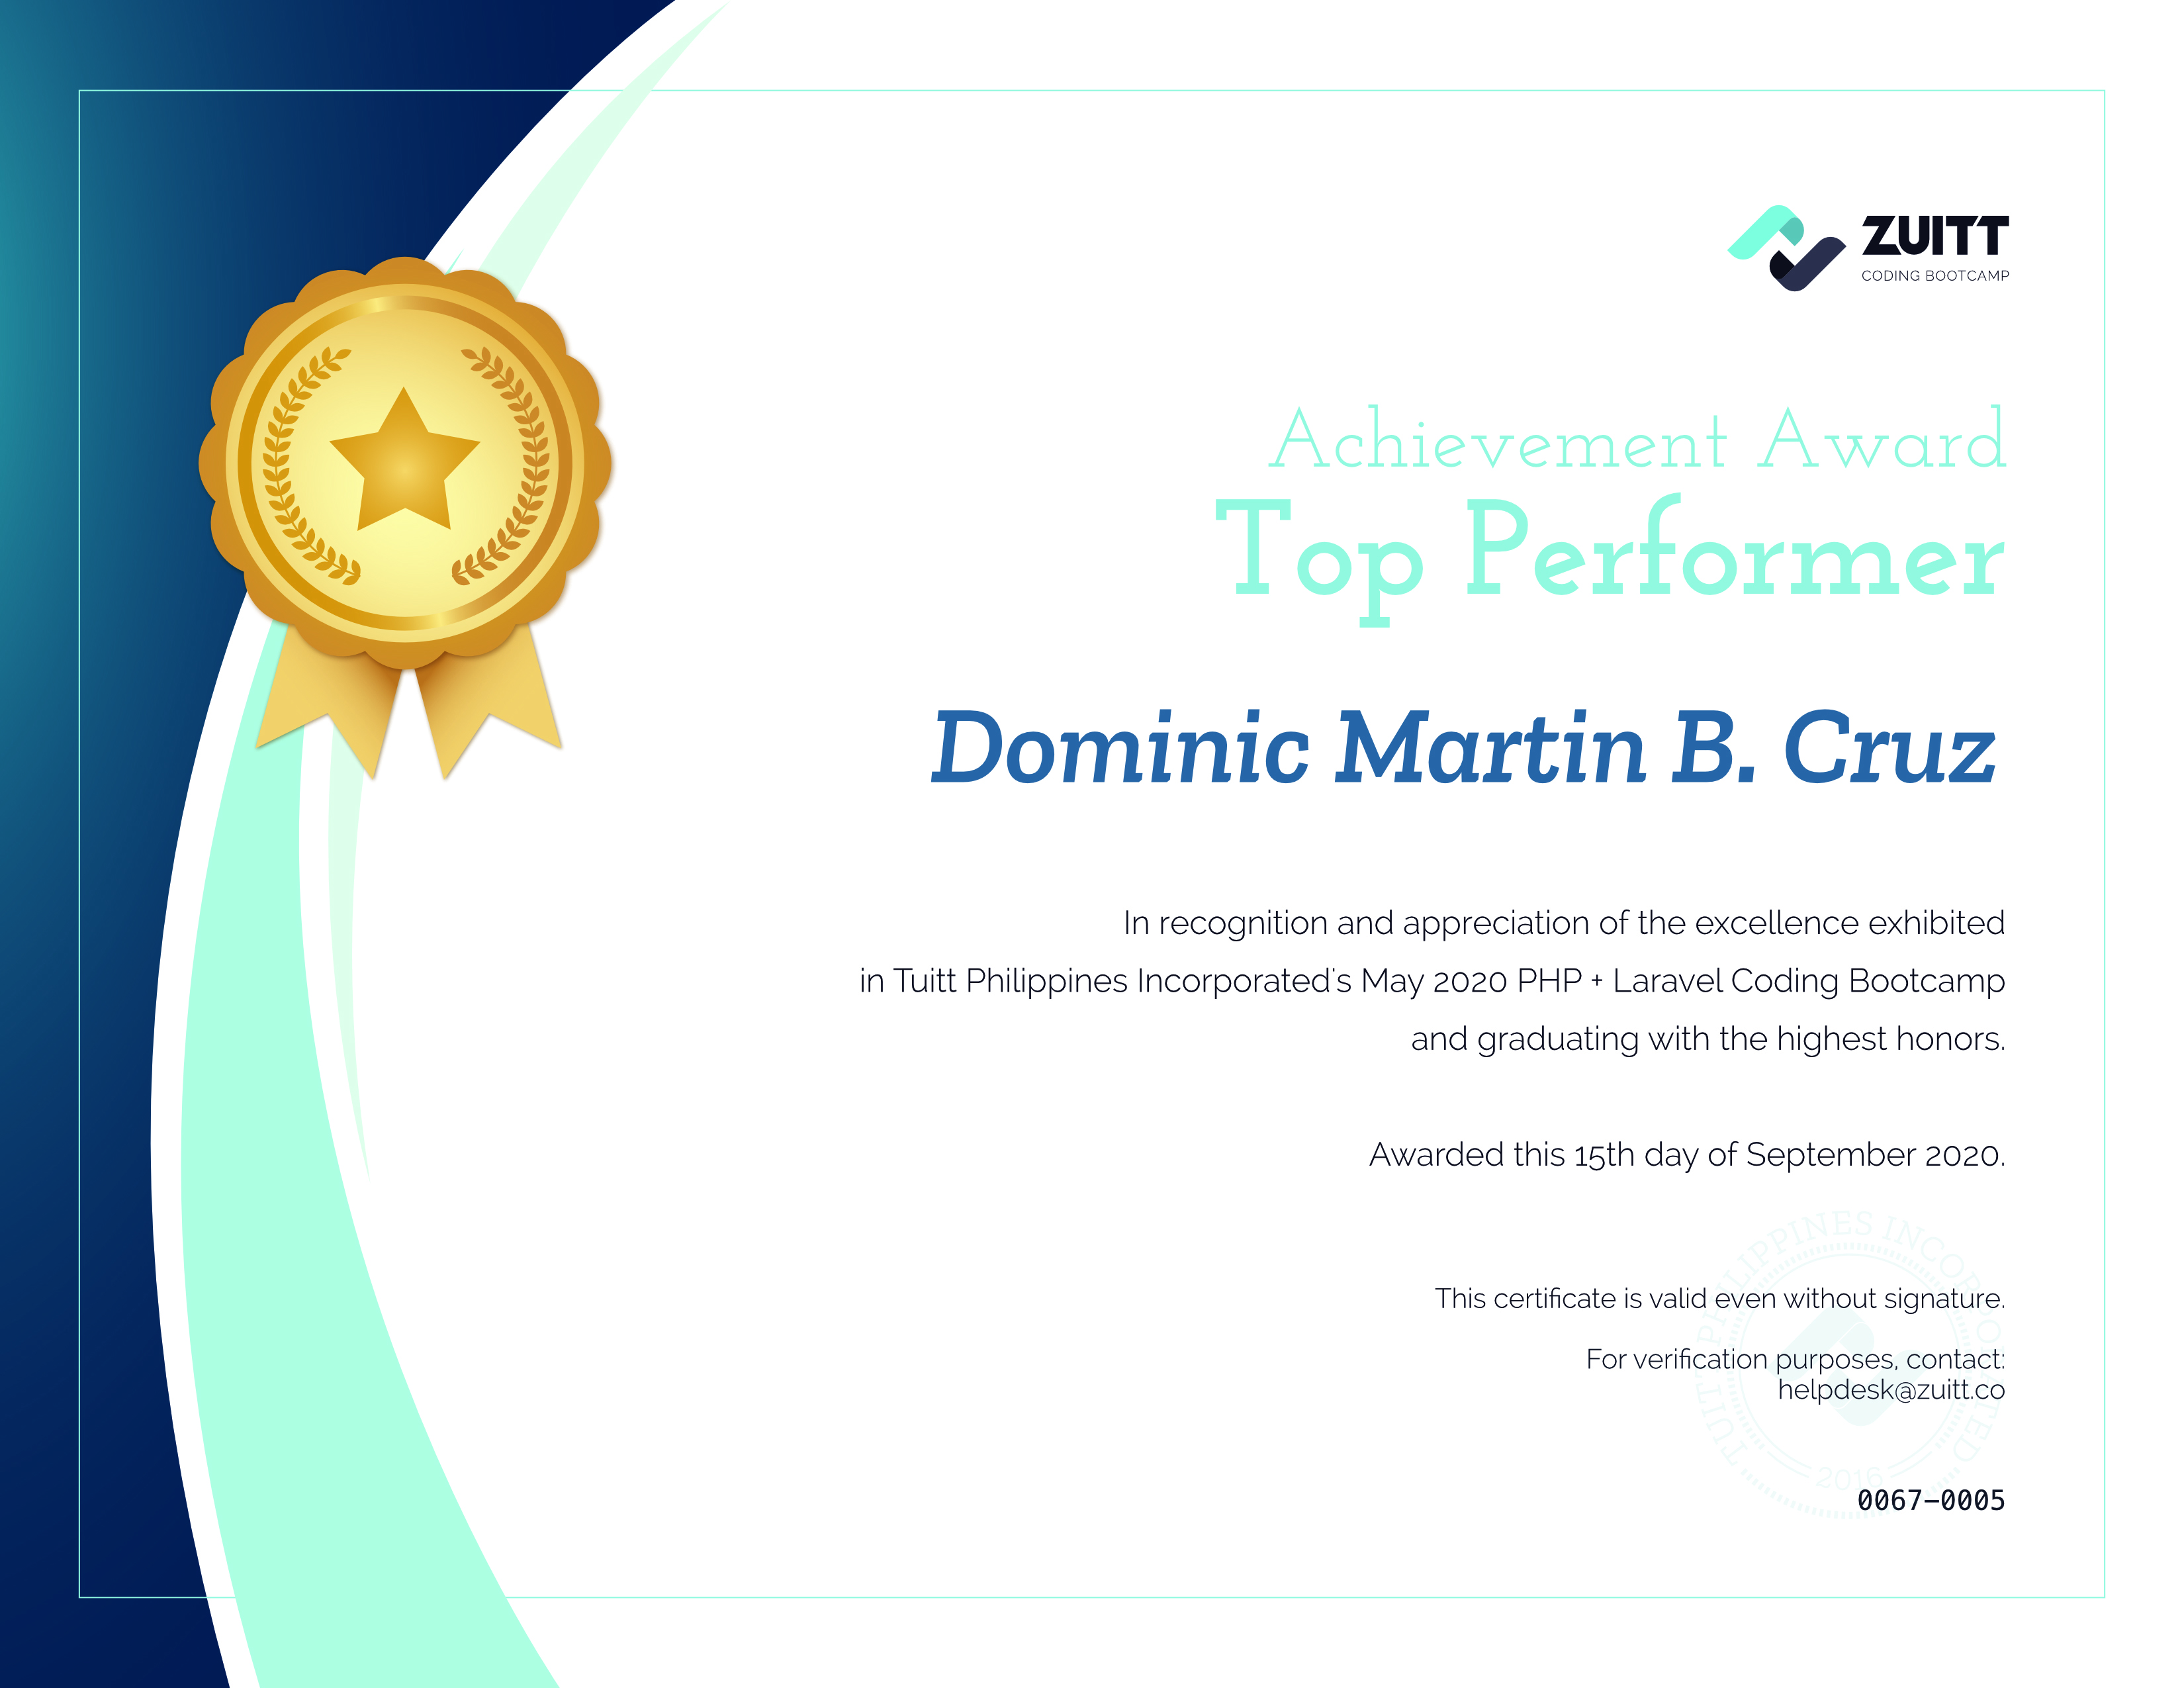 ZUITT
CODING BOOTCAMP
Achievement Award
Top Performer
Dominic Martin B. Cruz
In recognition and appreciation of the excellence exhibited
in Tuitt Philippines Incorporated's May 2020 PHP + Laravel Coding Bootcamp
and graduating with the highest honors.
Awarded this 15th day of September 2020.
TUITT PHILIPPINES INCORPORATED
This certificate is valid even without signature.
For verification purposes, contact:
helpdesk@zuitt.co
2016
0067-0005